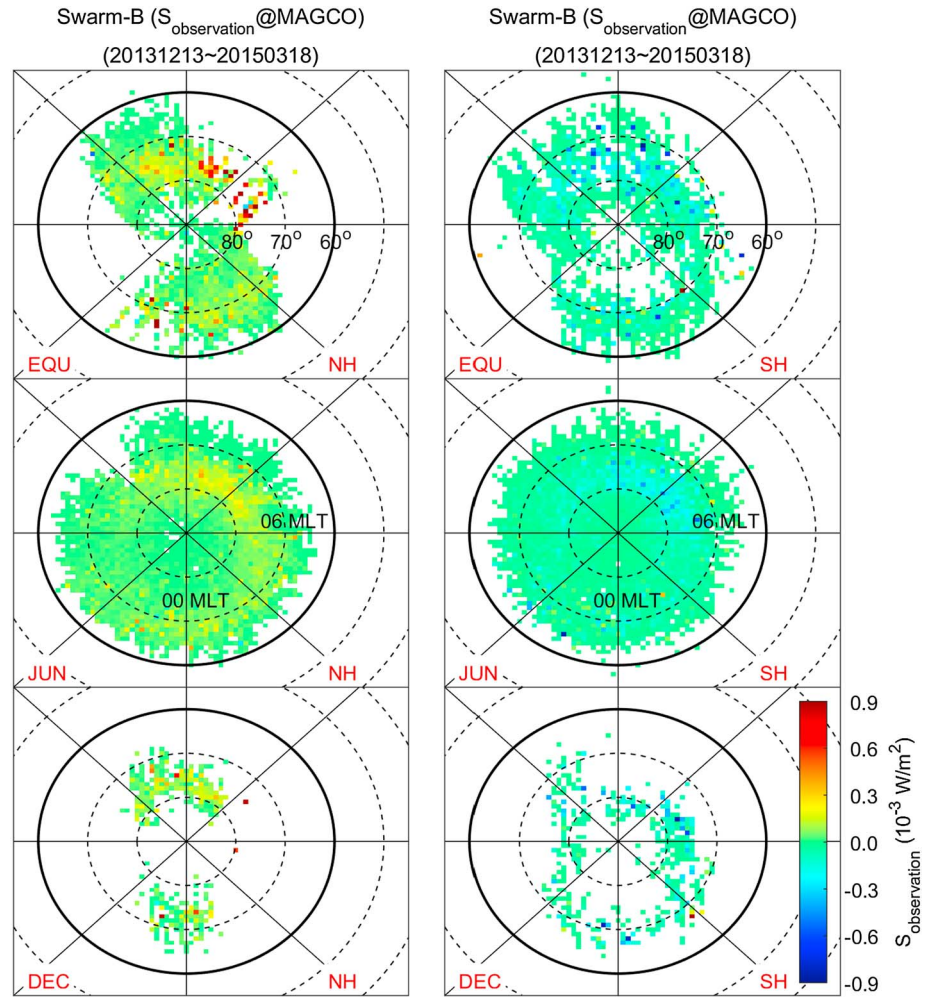 Swarm-B (S_observation@MAGCO)
(20131213~20150318)
Swarm-B (S_observation@MAGCO)
(20131213~20150318)
80° 70° 60°
EQU NH
80° 70° 60°
EQU SH
06 MLT
00 MLT
JUN NH
06 MLT
00 MLT
JUN SH
DEC NH
DEC SH
0.9
0.6
0.3
0.0
-0.3
-0.6
-0.9
S_observation (10^-3 W/m^2)